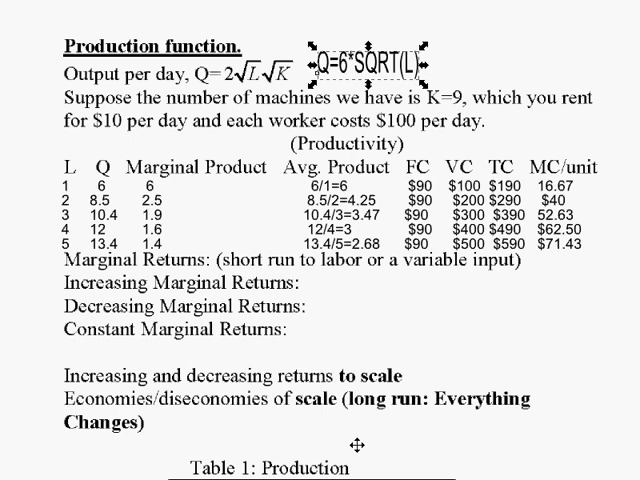 Production function.
Output per day, Q= 2√L√K Q=6*SQRT(L)
Suppose the number of machines we have is K=9, which you rent
for $10 per day and each worker costs $100 per day.
(Productivity)
L Q Marginal Product Avg. Product FC VC TC MC/unit
1 6 6 6/1=6 $90 $100 $190 16.67
2 8.5 2.5 8.5/2=4.25 $90 $200 $290 $40
3 10.4 1.9 10.4/3=3.47 $90 $300 $390 52.63
4 12 1.6 12/4=3 $90 $400 $490 $62.50
5 13.4 1.4 13.4/5=2.68 $90 $500 $590 $71.43
Marginal Returns: (short run to labor or a variable input)
Increasing Marginal Returns:
Decreasing Marginal Returns:
Constant Marginal Returns:
Increasing and decreasing returns to scale
Economies/diseconomies of scale (long run: Everything
Changes)
Table 1: Production